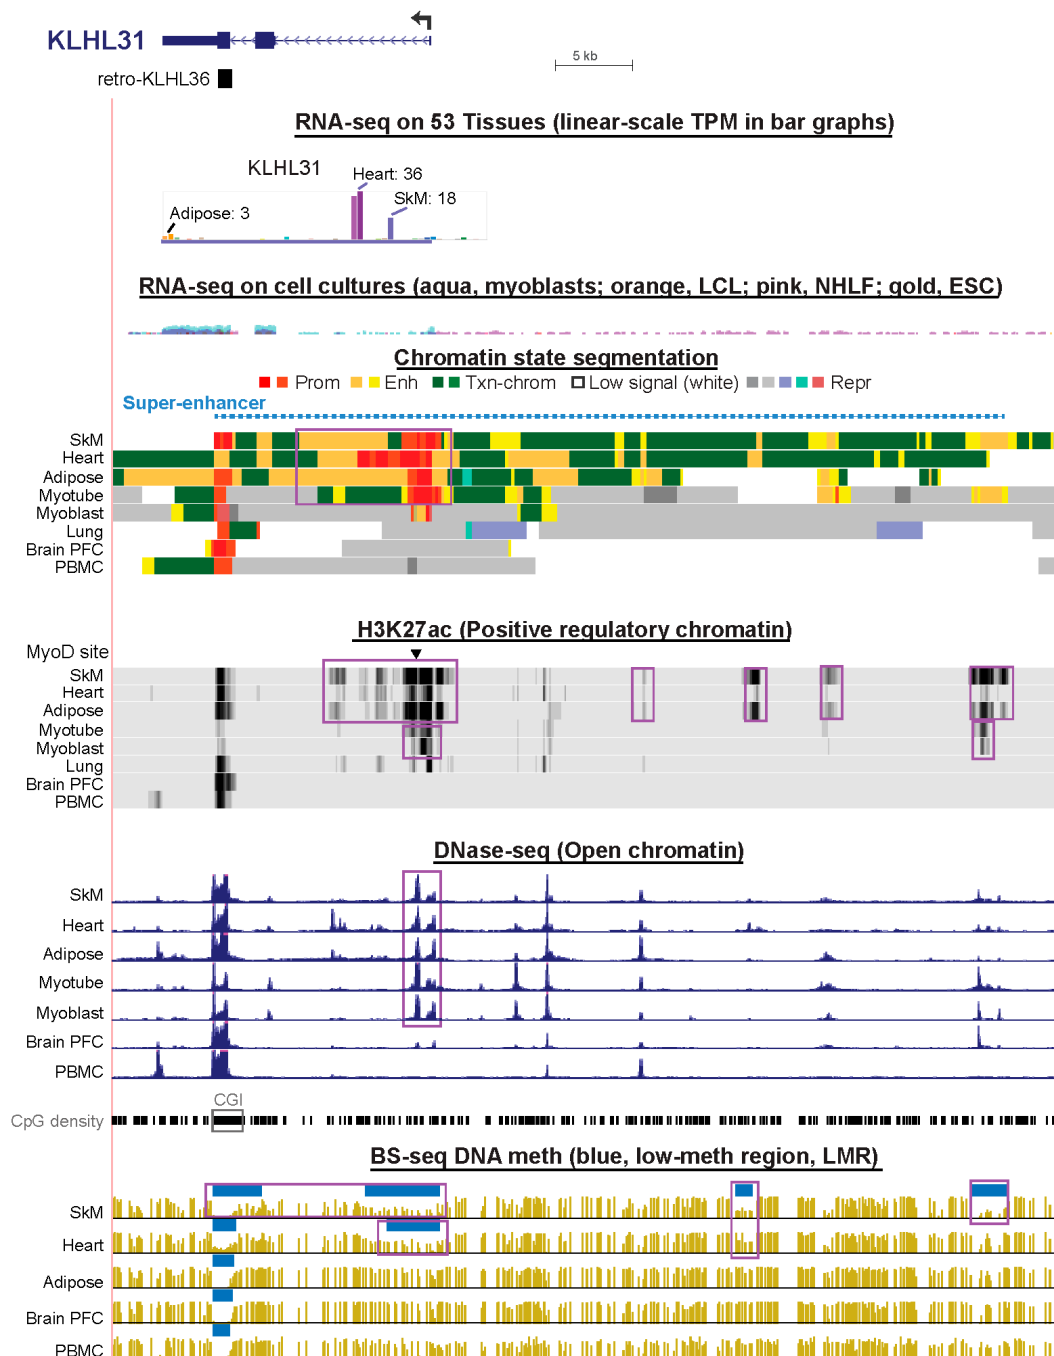 KLHL31
5 kb
retro-KLHL36
RNA-seq on 53 Tissues (linear-scale TPM in bar graphs)
KLHL31
Heart: 36
SkM: 18
Adipose: 3
RNA-seq on cell cultures (aqua, myoblasts; orange, LCL; pink, NHLF; gold, ESC)
Chromatin state segmentation
Prom Enh Txn-chrom Low signal (white) Repr
Super-enhancer
SkM
Heart
Adipose
Myotube
Myoblast
Lung
Brain PFC
PBMC
H3K27ac (Positive regulatory chromatin)
MyoD site
SkM
Heart
Adipose
Myotube
Myoblast
Lung
Brain PFC
PBMC
DNase-seq (Open chromatin)
SkM
Heart
Adipose
Myotube
Myoblast
Brain PFC
PBMC
CGI
CpG density
BS-seq DNA meth (blue, low-meth region, LMR)
SkM
Heart
Adipose
Brain PFC
PBMC